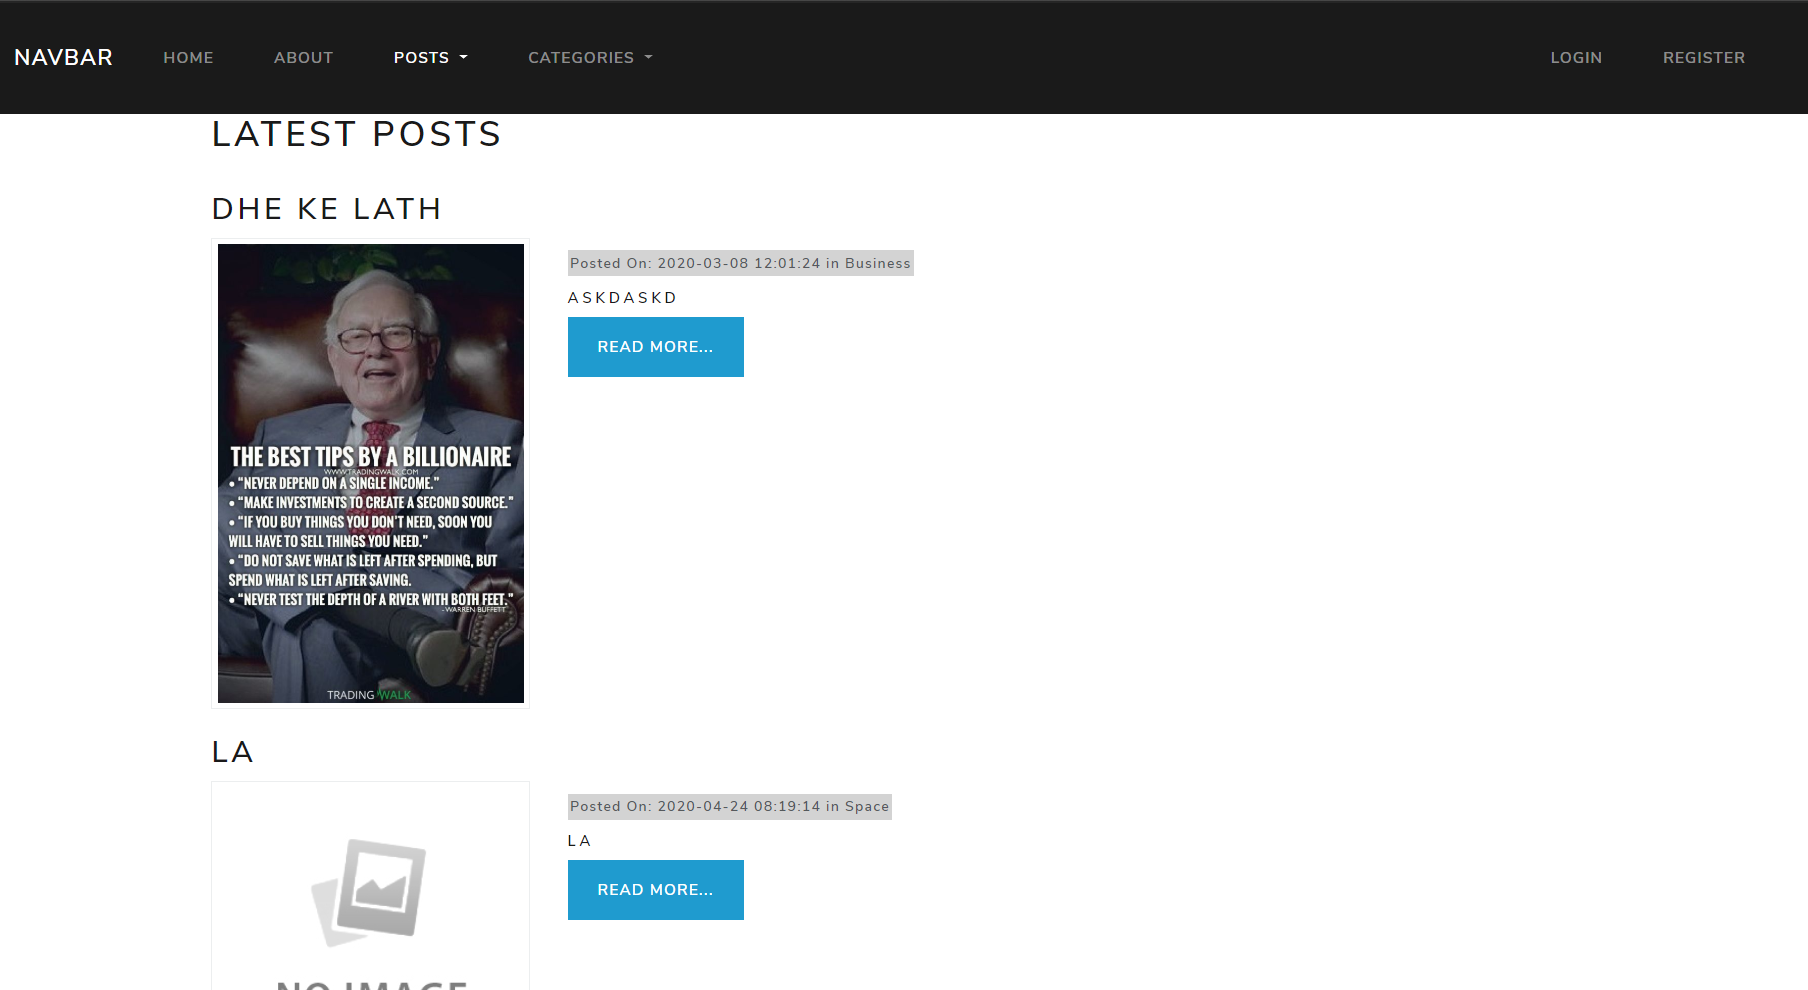 NAVBAR HOME ABOUT POSTS CATEGORIES LOGIN REGISTER
LATEST POSTS
DHE KE LATH
THE BEST TIPS BY A BILLIONAIRE
WWW.TRADINGWALK.COM
• "NEVER DEPEND ON A SINGLE INCOME."
• "MAKE INVESTMENTS TO CREATE A SECOND SOURCE."
• "IF YOU BUY THINGS YOU DON'T NEED, SOON YOU
WILL HAVE TO SELL THINGS YOU NEED."
• "DO NOT SAVE WHAT IS LEFT AFTER SPENDING, BUT
SPEND WHAT IS LEFT AFTER SAVING.
• "NEVER TEST THE DEPTH OF A RIVER WITH BOTH FEET."
-WARREN BUFFETT
TRADING WALK
Posted On: 2020-03-08 12:01:24 in Business
ASKDASKD
READ MORE...
LA
NO IMAGE
Posted On: 2020-04-24 08:19:14 in Space
LA
READ MORE...